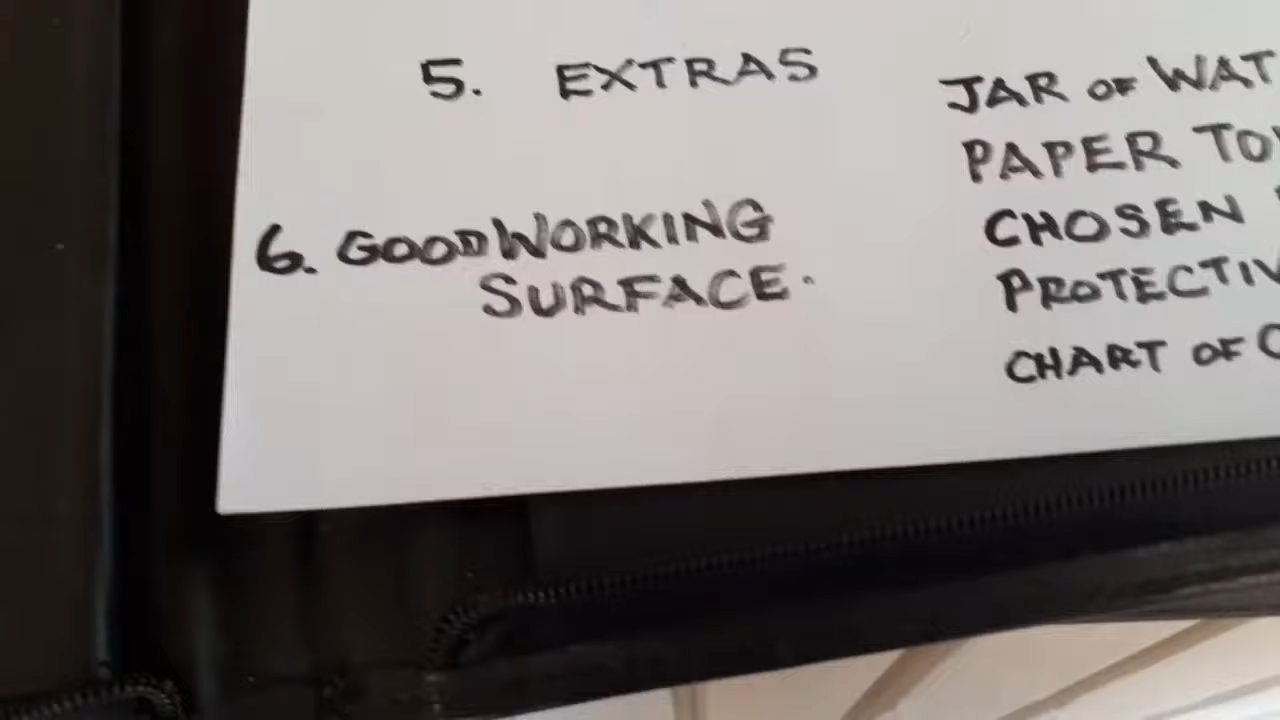 5. EXTRAS JAR OF
PAPER
6. GOOD WORKING CHOSEN
SURFACE.
CHART OF